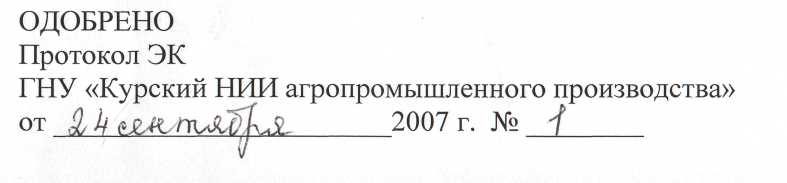 ОДОБРЕНО
Протокол ЭК
ГНУ «Курский НИИ агропромышленного производства»
от 24 сентября 2007 г. № 1